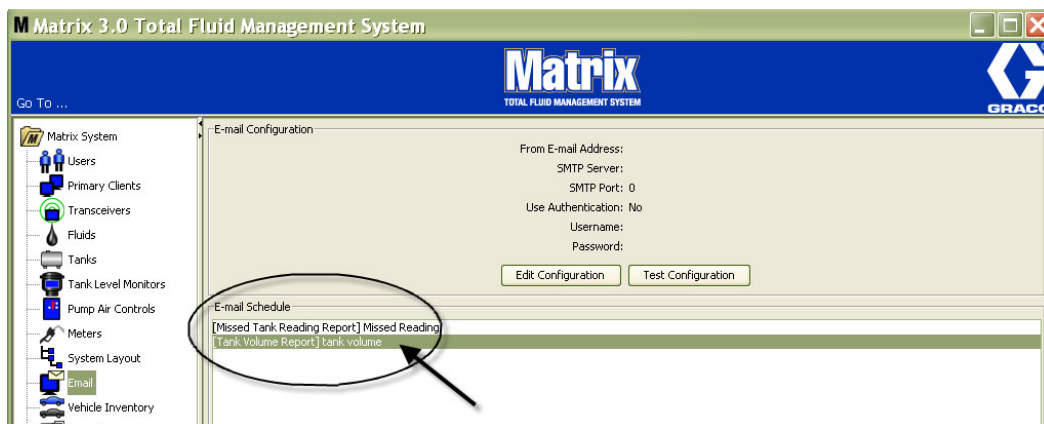 M Matrix 3.0 Total Fluid Management System
Matrix
TOTAL FLUID MANAGEMENT SYSTEM
GRACO
Go To ...
Matrix System
Users
Primary Clients
Transceivers
Fluids
Tanks
Tank Level Monitors
Pump Air Controls
Meters
System Layout
Email
Vehicle Inventory
E-mail Configuration
From E-mail Address:
SMTP Server:
SMTP Port: 0
Use Authentication: No
Username:
Password:
Edit Configuration Test Configuration
E-mail Schedule
[Missed Tank Reading Report] Missed Reading
[Tank Volume Report] tank volume